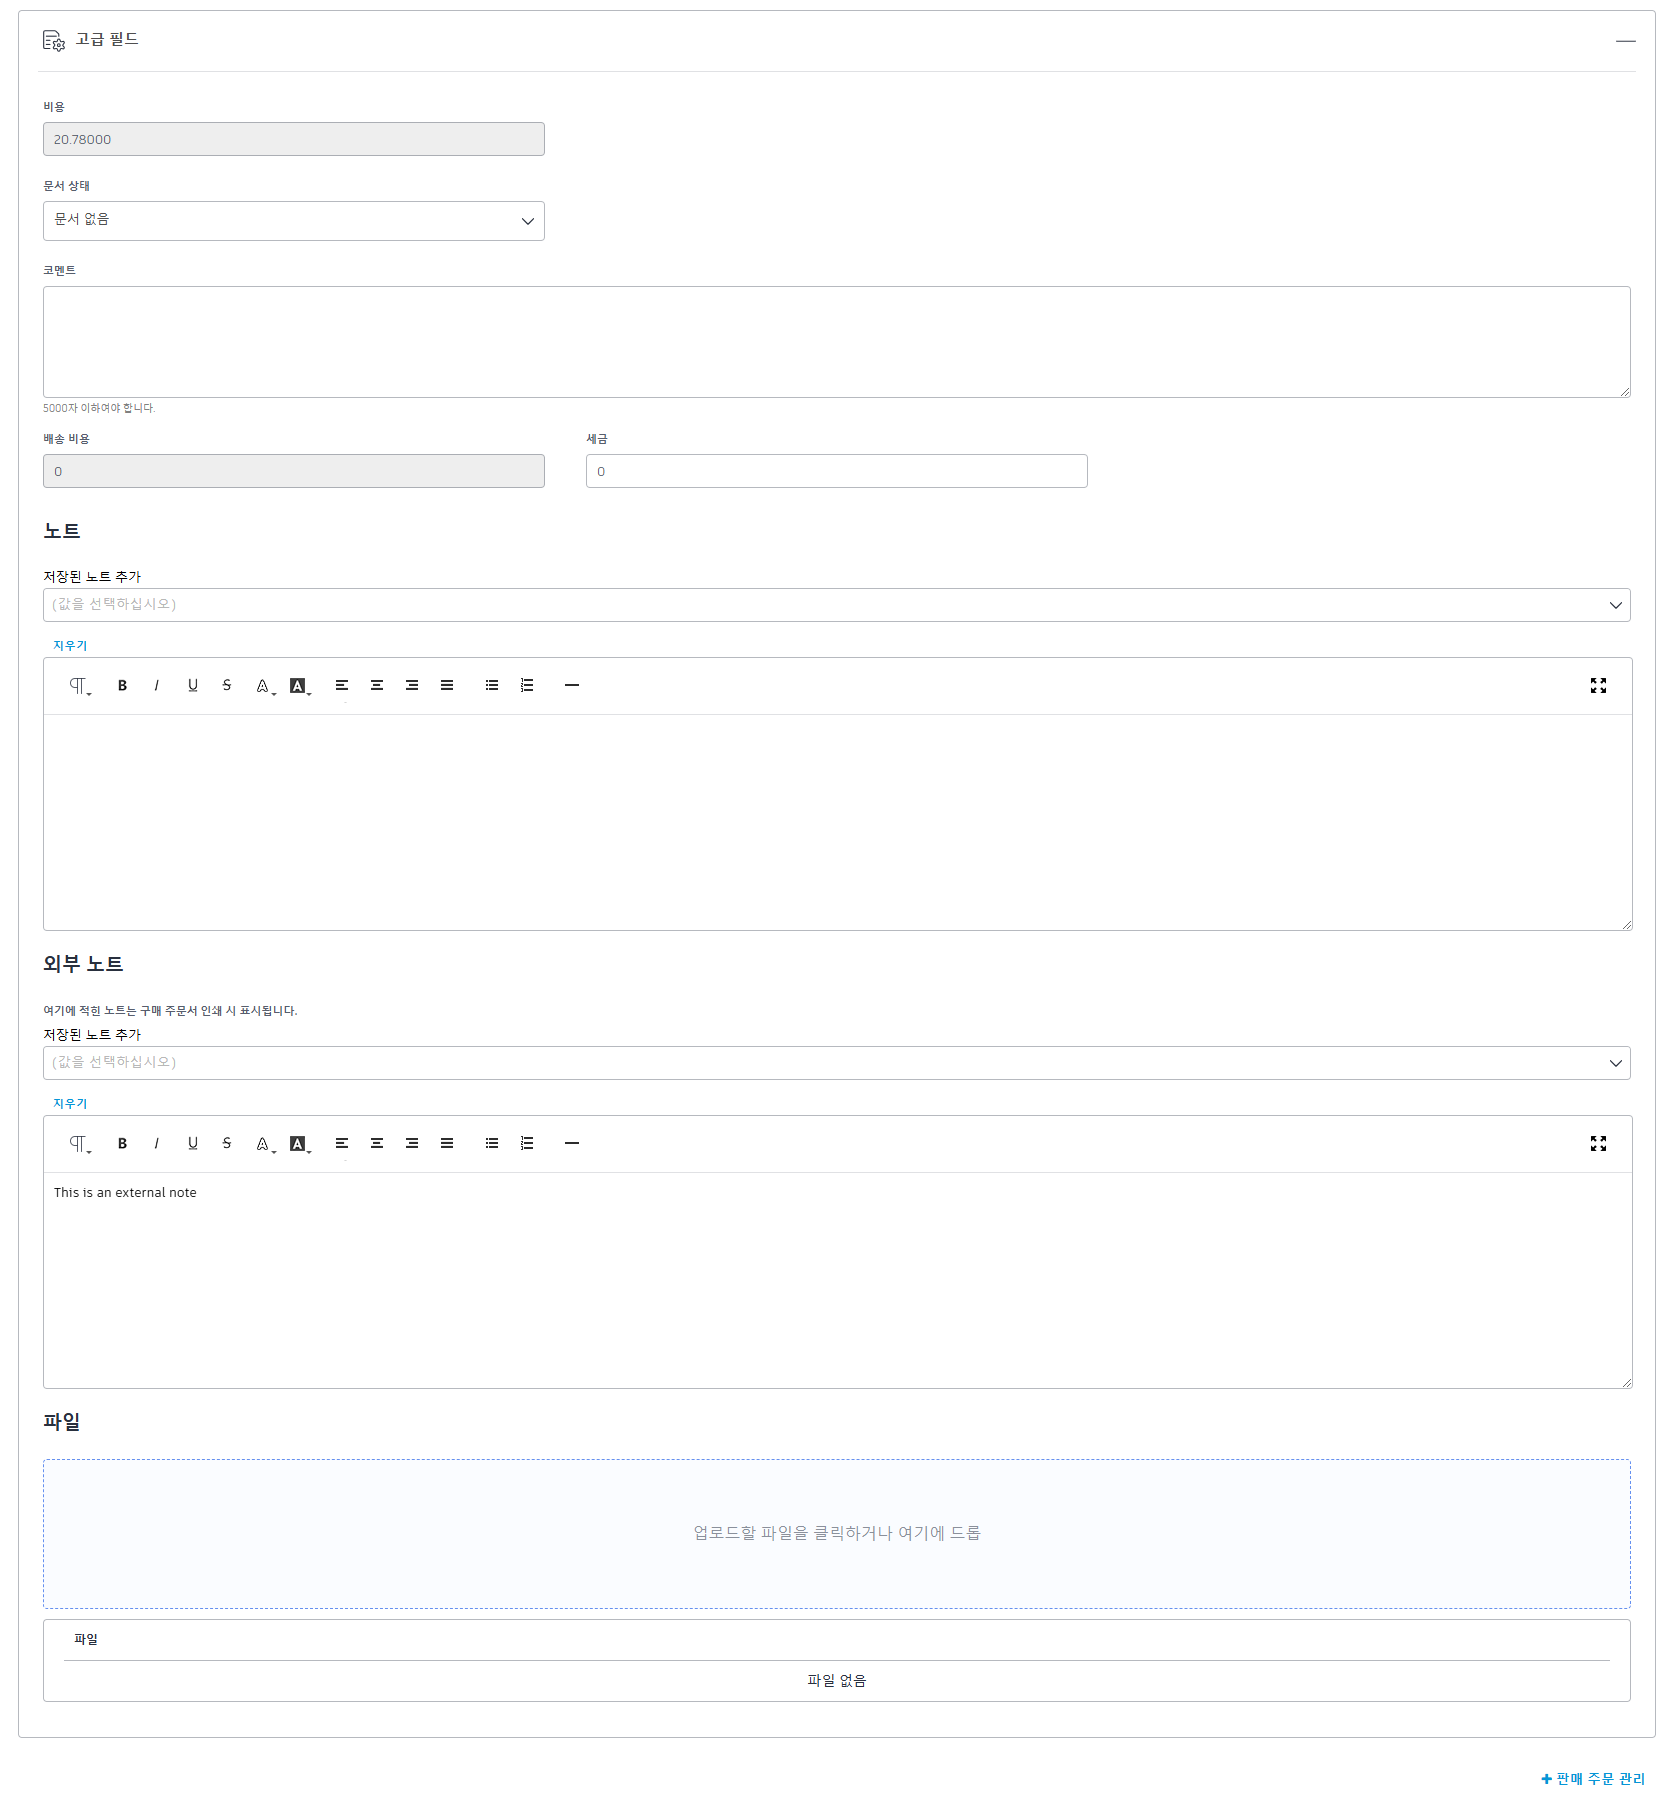 고급 필드
비용
20.78000
문서 상태
문서 없음
코멘트
5000자 이하여야 합니다.
배송 비용 세금
0 0
노트
저장된 노트 추가
(값을 선택하십시오)
지우기
외부 노트
여기에 적힌 노트는 구매 주문서 인쇄 시 표시됩니다.
저장된 노트 추가
(값을 선택하십시오)
지우기
This is an external note
파일
업로드할 파일을 클릭하거나 여기에 드롭
파일
파일 없음
+ 판매 주문 관리